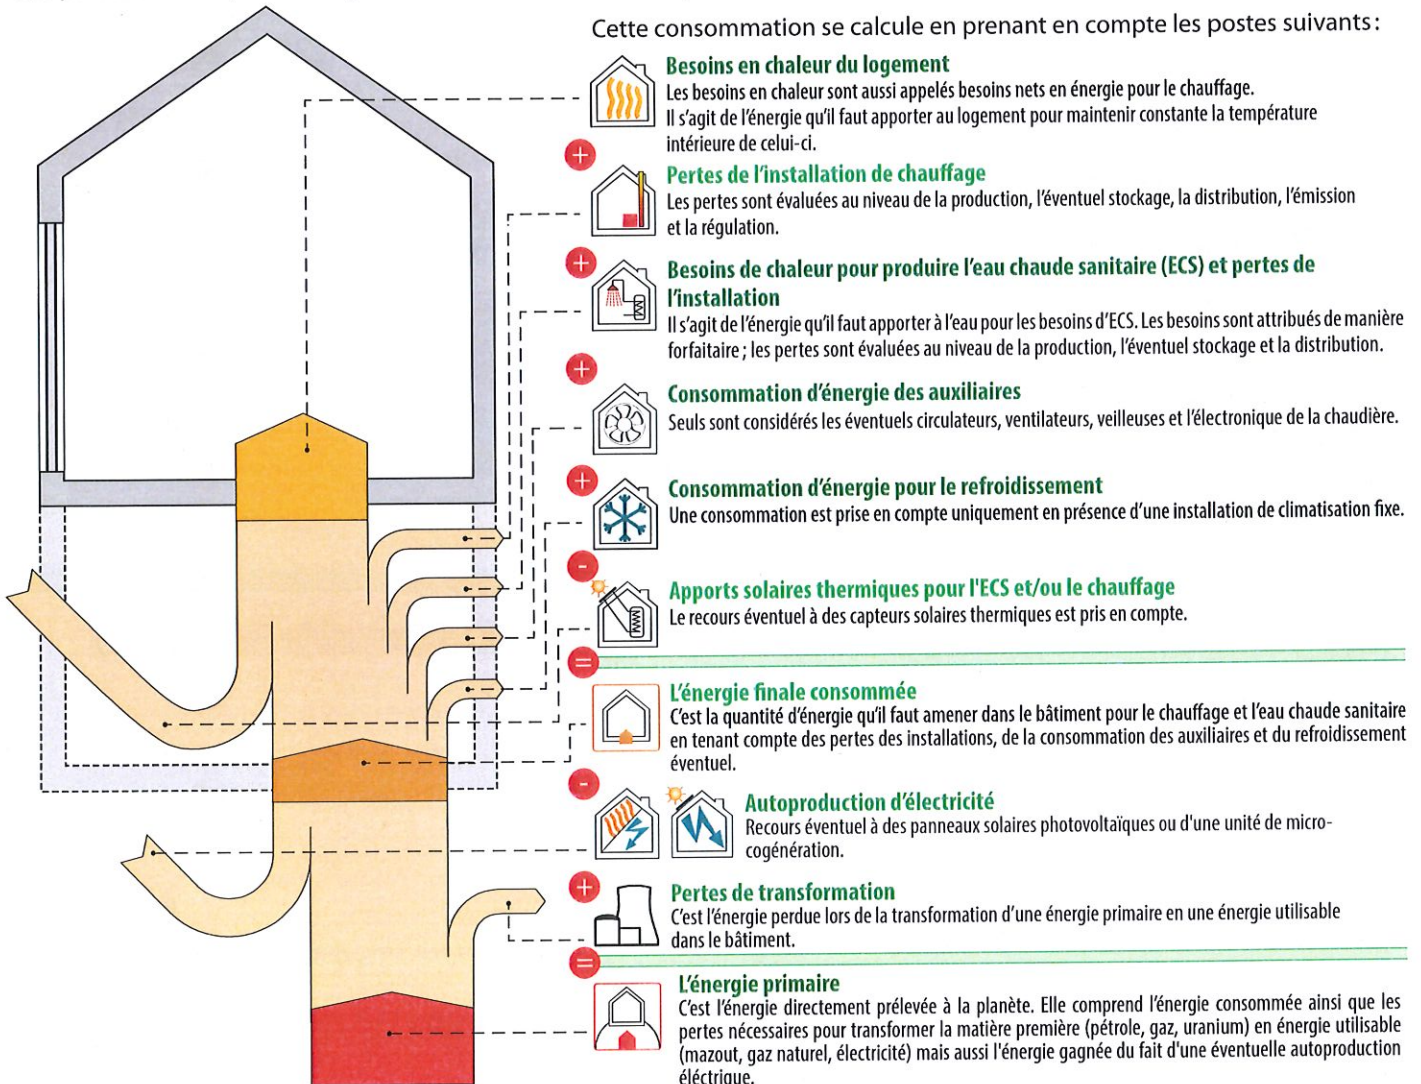 Cette consommation se calcule en prenant en compte les postes suivants :
Besoins en chaleur du logement
Les besoins en chaleur sont aussi appelés besoins nets en énergie pour le chauffage.
Il s'agit de l'énergie qu'il faut apporter au logement pour maintenir constante la température
intérieure de celui-ci.
+
Pertes de l'installation de chauffage
Les pertes sont évaluées au niveau de la production, l'éventuel stockage, la distribution, l'émission
et la régulation.
+
Besoins de chaleur pour produire l'eau chaude sanitaire (ECS) et pertes de
l'installation
Il s'agit de l'énergie qu'il faut apporter à l'eau pour les besoins d'ECS. Les besoins sont attribués de manière
forfaitaire ; les pertes sont évaluées au niveau de la production, l'éventuel stockage et la distribution.
+
Consommation d'énergie des auxiliaires
Seuls sont considérés les éventuels circulateurs, ventilateurs, veilleuses et l'électronique de la chaudière.
+
Consommation d'énergie pour le refroidissement
Une consommation est prise en compte uniquement en présence d'une installation de climatisation fixe.
-
Apports solaires thermiques pour l'ECS et/ou le chauffage
Le recours éventuel à des capteurs solaires thermiques est pris en compte.
=
L'énergie finale consommée
C'est la quantité d'énergie qu'il faut amener dans le bâtiment pour le chauffage et l'eau chaude sanitaire
en tenant compte des pertes des installations, de la consommation des auxiliaires et du refroidissement
éventuel.
-
Autoproduction d'électricité
Recours éventuel à des panneaux solaires photovoltaïques ou d'une unité de micro-
cogénération.
+
Pertes de transformation
C'est l'énergie perdue lors de la transformation d'une énergie primaire en une énergie utilisable
dans le bâtiment.
=
L'énergie primaire
C'est l'énergie directement prélevée à la planète. Elle comprend l'énergie consommée ainsi que les
pertes nécessaires pour transformer la matière première (pétrole, gaz, uranium) en énergie utilisable
(mazout, gaz naturel, électricité) mais aussi l'énergie gagnée du fait d'une éventuelle autoproduction
éléctrique.